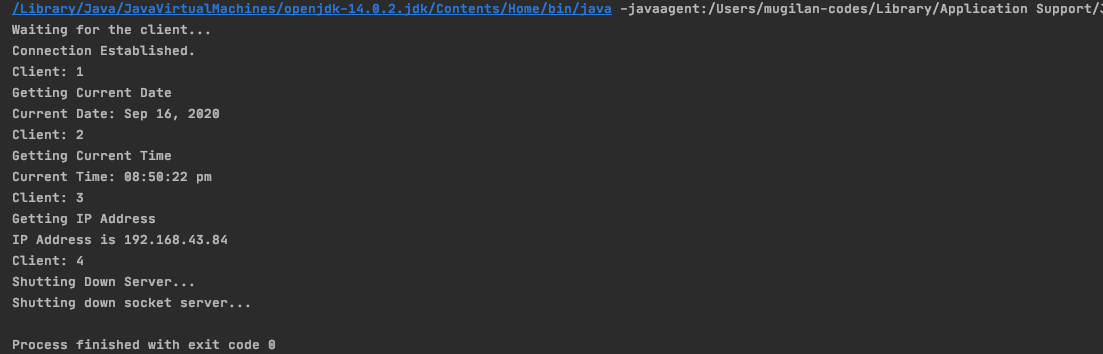 /Library/Java/JavaVirtualMachines/openjdk-14.0.2.jdk/Contents/Home/bin/java -javaagent:/Users/mugilan-codes/Library/Application Support/J
Waiting for the client...
Connection Established.
Client: 1
Getting Current Date
Current Date: Sep 16, 2020
Client: 2
Getting Current Time
Current Time: 08:50:22 pm
Client: 3
Getting IP Address
IP Address is 192.168.43.84
Client: 4
Shutting Down Server...
Shutting down socket server...
Process finished with exit code 0